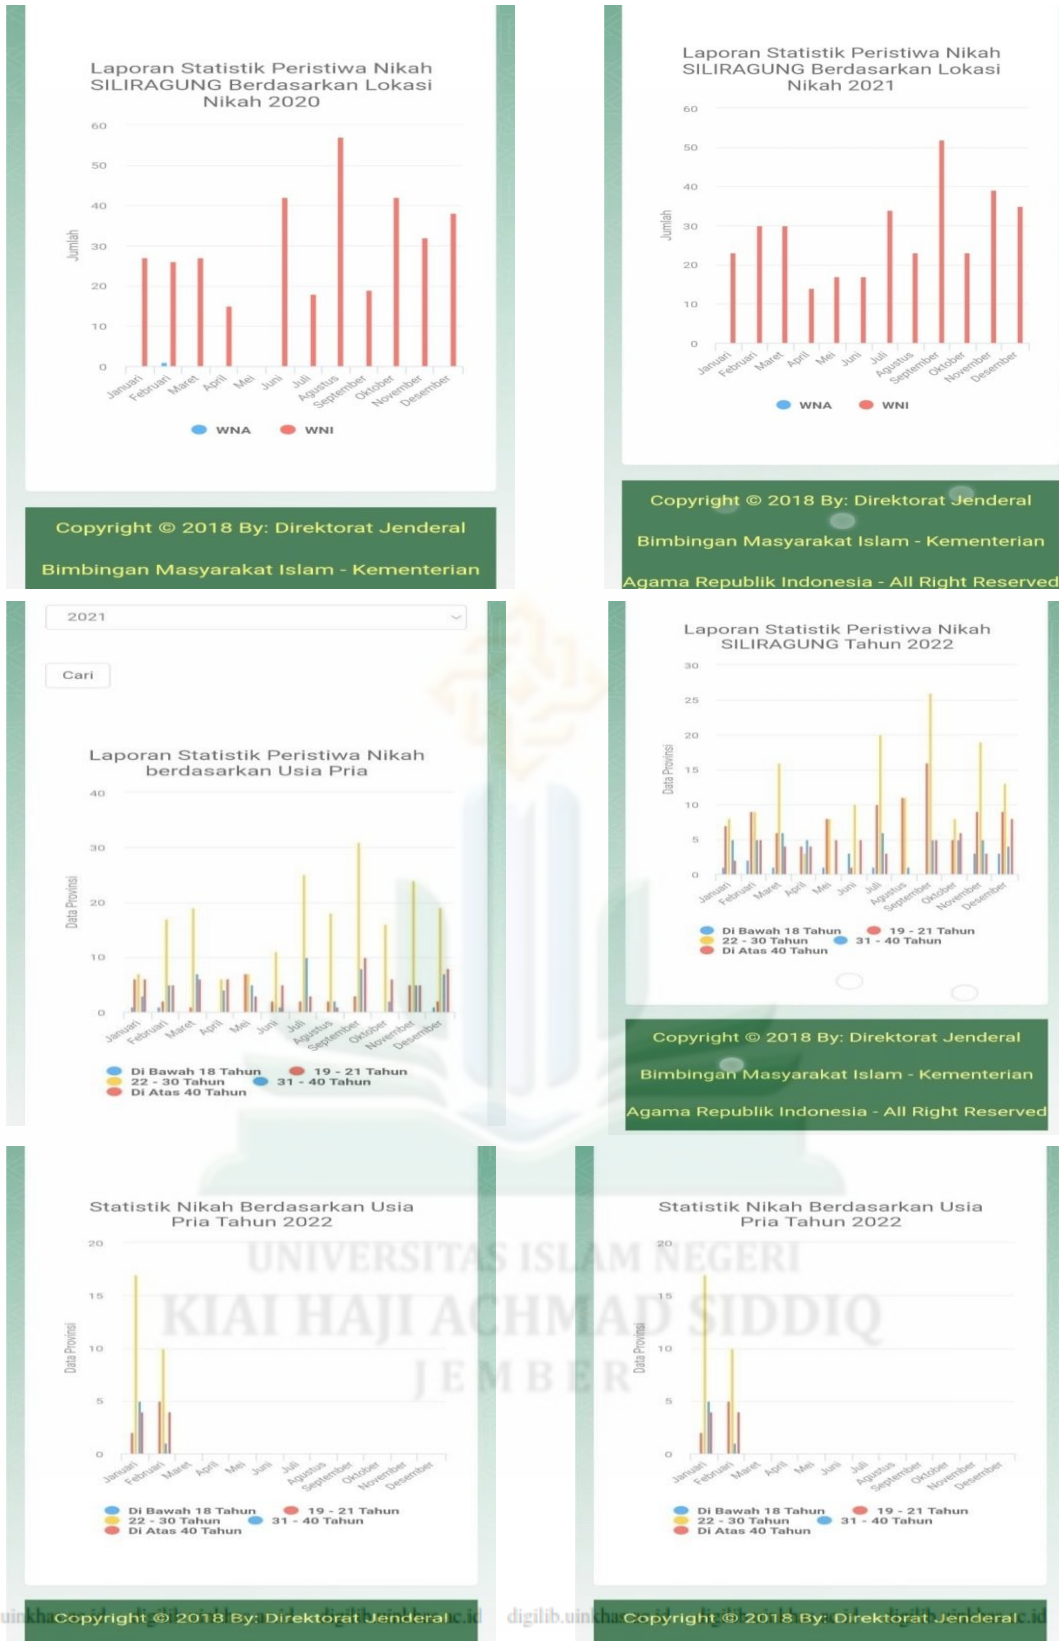 Laporan Statistik Peristiwa Nikah
SILIRAGUNG Berdasarkan Lokasi
Nikah 2020
60
50
40
30
20
10
0
Jumlah
Januari
Februari
Maret
April
Mei
Juni
Juli
Agustus
September
Oktober
November
Desember
WNA WNI
Copyright © 2018 By: Direktorat Jenderal
Bimbingan Masyarakat Islam - Kementerian
Laporan Statistik Peristiwa Nikah
SILIRAGUNG Berdasarkan Lokasi
Nikah 2021
60
50
40
30
20
10
0
Jumlah
Januari
Februari
Maret
April
Mei
Juni
Juli
Agustus
September
Oktober
November
Desember
WNA WNI
Copyright © 2018 By: Direktorat Jenderal
Bimbingan Masyarakat Islam - Kementerian
Agama Republik Indonesia - All Right Reserved
2021
Cari
Laporan Statistik Peristiwa Nikah
berdasarkan Usia Pria
40
30
20
10
0
Data Provinsi
Januari
Februari
Maret
April
Mei
Juni
Juli
Agustus
September
Oktober
November
Desember
Di Bawah 18 Tahun 19 - 21 Tahun
22 - 30 Tahun 31 - 40 Tahun
Di Atas 40 Tahun
Laporan Statistik Peristiwa Nikah
SILIRAGUNG Tahun 2022
30
25
20
15
10
5
0
Data Provinsi
Januari
Februari
Maret
April
Mei
Juni
Juli
Agustus
September
Oktober
November
Desember
Di Bawah 18 Tahun 19 - 21 Tahun
22 - 30 Tahun 31 - 40 Tahun
Di Atas 40 Tahun
Copyright © 2018 By: Direktorat Jenderal
Bimbingan Masyarakat Islam - Kementerian
Agama Republik Indonesia - All Right Reserved
Statistik Nikah Berdasarkan Usia
Pria Tahun 2022
20
15
10
5
0
Data Provinsi
Januari
Februari
Maret
April
Mei
Juni
Juli
Agustus
September
Oktober
November
Desember
Di Bawah 18 Tahun 19 - 21 Tahun
22 - 30 Tahun 31 - 40 Tahun
Di Atas 40 Tahun
Copyright © 2018 By: Direktorat Jenderal
Statistik Nikah Berdasarkan Usia
Pria Tahun 2022
20
15
10
5
0
Data Provinsi
Januari
Februari
Maret
April
Mei
Juni
Juli
Agustus
September
Oktober
November
Desember
Di Bawah 18 Tahun 19 - 21 Tahun
22 - 30 Tahun 31 - 40 Tahun
Di Atas 40 Tahun
Copyright © 2018 By: Direktorat Jenderal
UNIVERSITAS ISLAM NEGERI
KIAI HAJI ACHMAD SIDDIQ
JEMBER